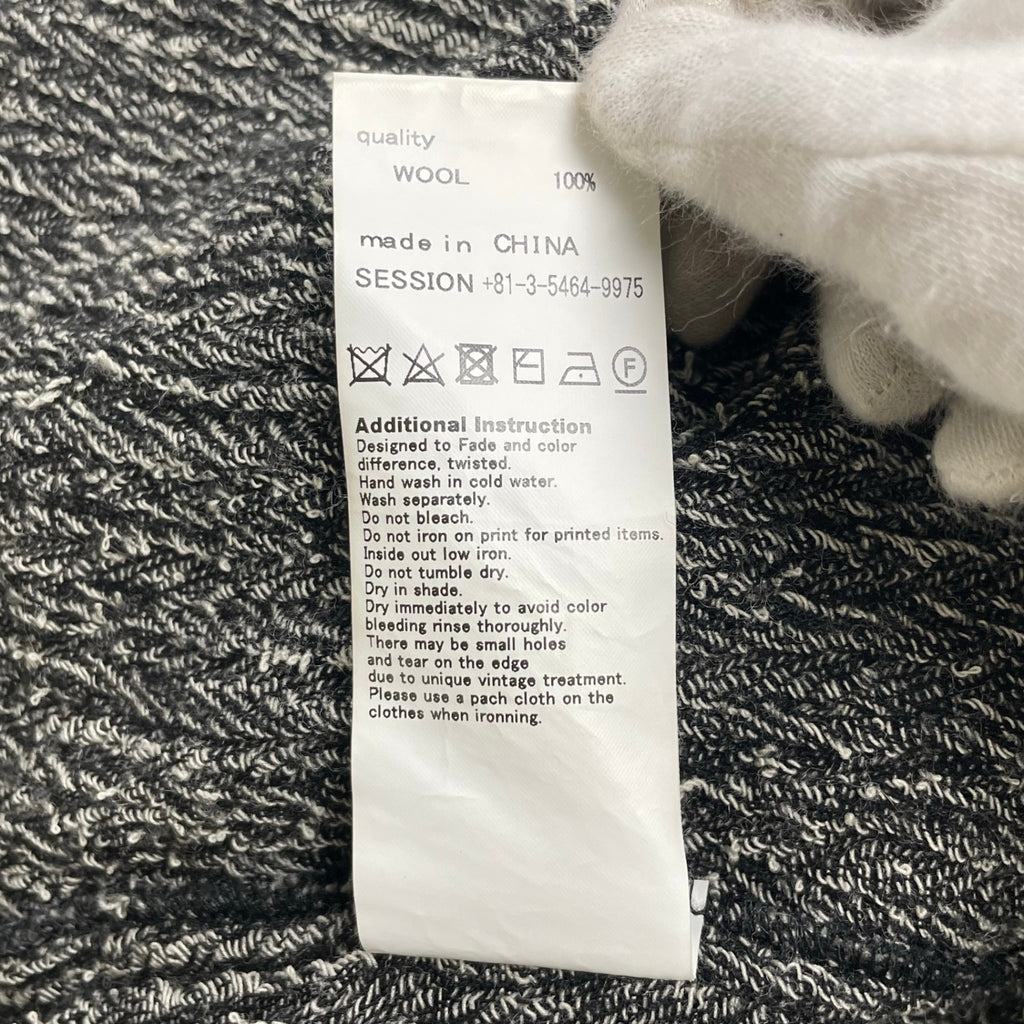 quality
WOOL 100%
made in CHINA
SESSION +81-3-5464-9975
F
Additional Instruction
Designed to Fade and color
difference, twisted.
Hand wash in cold water.
Wash separately.
Do not bleach.
Do not iron on print for printed items.
Inside out low iron.
Do not tumble dry.
Dry in shade.
Dry immediately to avoid color
bleeding rinse thoroughly.
There may be small holes
and tear on the edge
due to unique vintage treatment.
Please use a pach cloth on the
clothes when ironning.